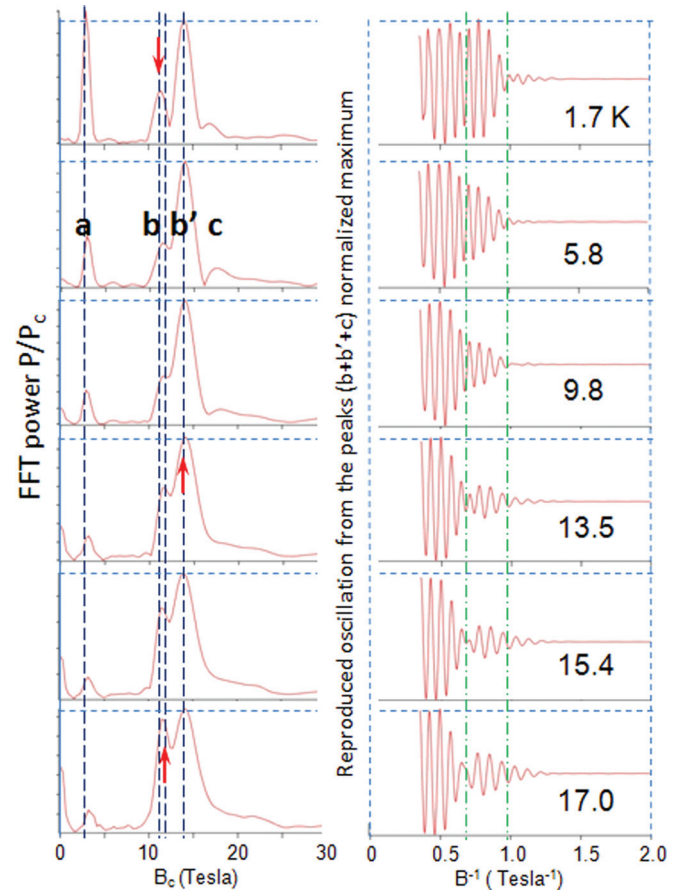 FFT power P/Pc
a
b
b'
c
0
10
20
30
Bc (Tesla)
Reproduced oscillation from the peaks (b+b'+c) normalized maximum
1.7 K
5.8
9.8
13.5
15.4
17.0
0
0.5
1.0
1.5
2.0
B-1 ( Tesla-1)